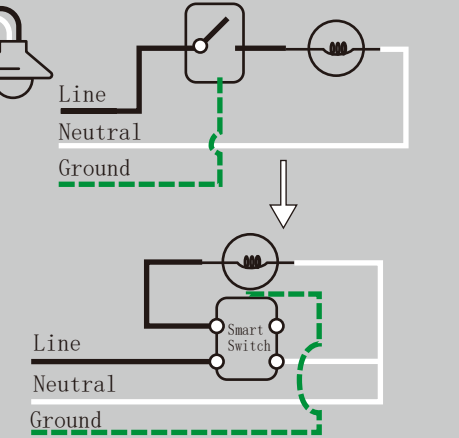 Line
Neutral
Ground
Smart
Switch
Line
Neutral
Ground